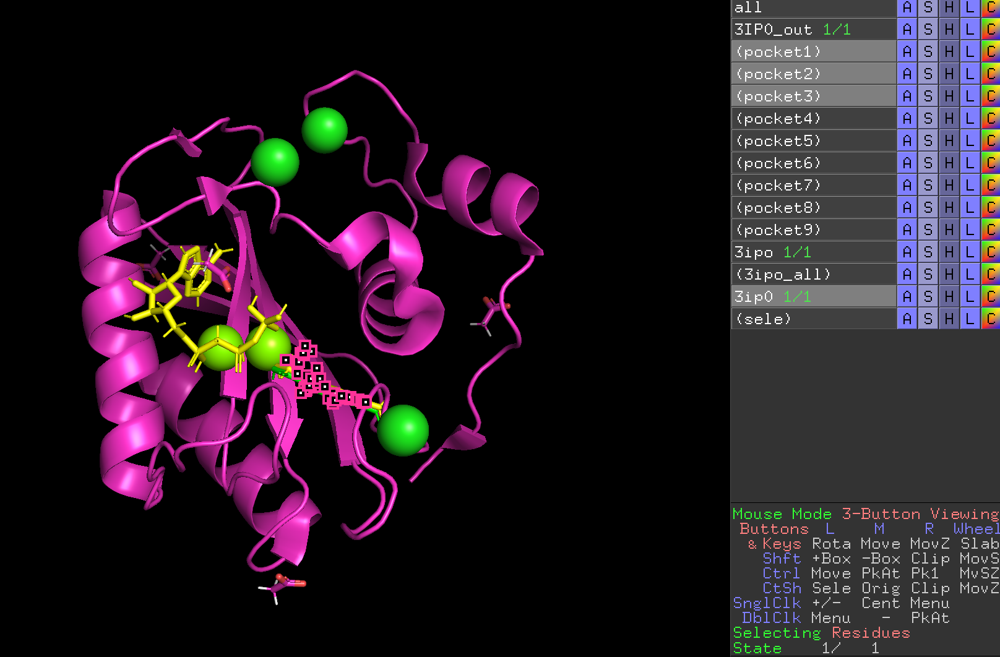 all A S H L C
3IPO_out 1/1 A S H L C
(pocket1) A S H L C
(pocket2) A S H L C
(pocket3) A S H L C
(pocket4) A S H L C
(pocket5) A S H L C
(pocket6) A S H L C
(pocket7) A S H L C
(pocket8) A S H L C
(pocket9) A S H L C
3ipo 1/1 A S H L C
(3ipo_all) A S H L C
3ip0 1/1 A S H L C
(sele) A S H L C
Mouse Mode 3-Button Viewing
Buttons L M R Wheel
& Keys Rota Move MovZ Slab
Shft +Box -Box Clip MovS
Ctrl Move PkAt Pk1 MvSZ
CtSh Sele Orig Clip MovZ
SnglClk +/- Cent Menu
DblClk Menu - PkAt
Selecting Residues
State 1/ 1